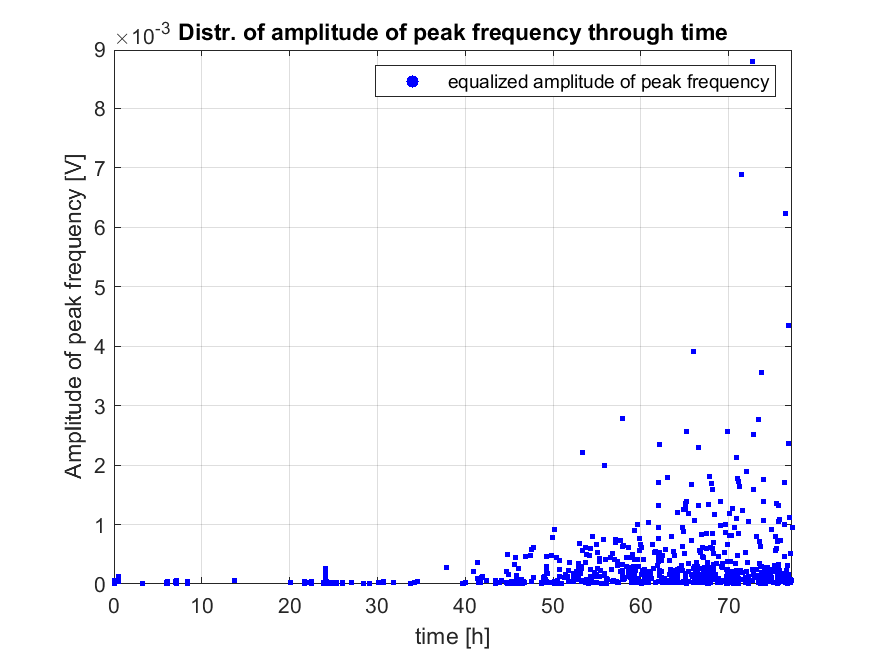 ×10⁻³ Distr. of amplitude of peak frequency through time
equalized amplitude of peak frequency
Amplitude of peak frequency [V]
9
8
7
6
5
4
3
2
1
0
0 10 20 30 40 50 60 70
time [h]